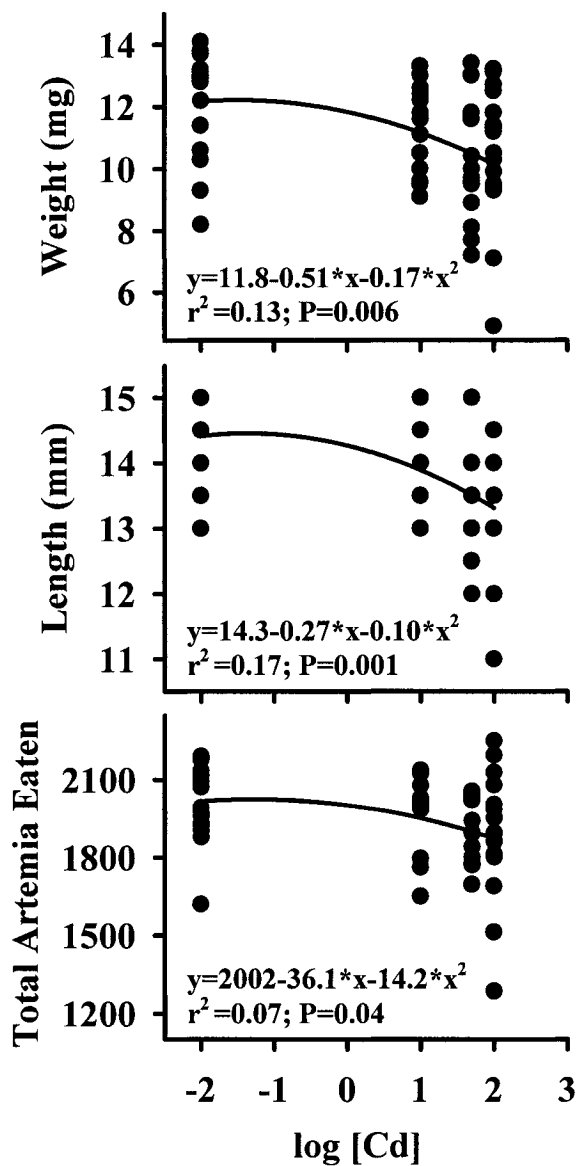 14
12
10
8
6
Weight (mg)
y=11.8-0.51*x-0.17*x²
r²=0.13; P=0.006
15
14
13
12
11
Length (mm)
y=14.3-0.27*x-0.10*x²
r²=0.17; P=0.001
2100
1800
1500
1200
Total Artemia Eaten
y=2002-36.1*x-14.2*x²
r²=0.07; P=0.04
-2 -1 0 1 2 3
log [Cd]